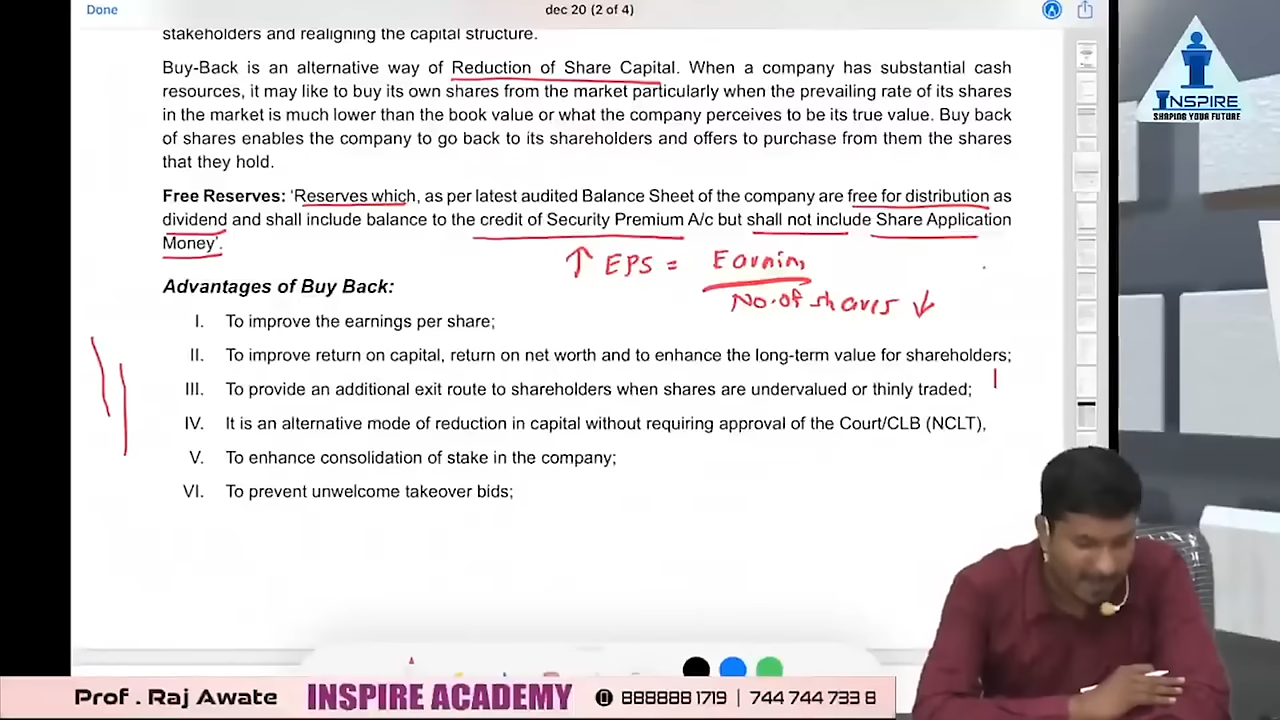 Done
dec 20 (2 of 4)
stakeholders and realigning the capital structure.
Buy-Back is an alternative way of Reduction of Share Capital. When a company has substantial cash
resources, it may like to buy its own shares from the market particularly when the prevailing rate of its shares
in the market is much lower than the book value or what the company perceives to be its true value. Buy back
of shares enables the company to go back to its shareholders and offers to purchase from them the shares
that they hold.
Free Reserves: ‘Reserves which, as per latest audited Balance Sheet of the company are free for distribution as
dividend and shall include balance to the credit of Security Premium A/c but shall not include Share Application
Money’.
↑ EPS = Earning
No. of shares ↓
Advantages of Buy Back:
I. To improve the earnings per share;
II. To improve return on capital, return on net worth and to enhance the long-term value for shareholders;
III. To provide an additional exit route to shareholders when shares are undervalued or thinly traded;
IV. It is an alternative mode of reduction in capital without requiring approval of the Court/CLB (NCLT),
V. To enhance consolidation of stake in the company;
VI. To prevent unwelcome takeover bids;
INSPIRE
SHAPING YOUR FUTURE
Prof . Raj Awate INSPIRE ACADEMY 888888 1719 | 744 744 733 8